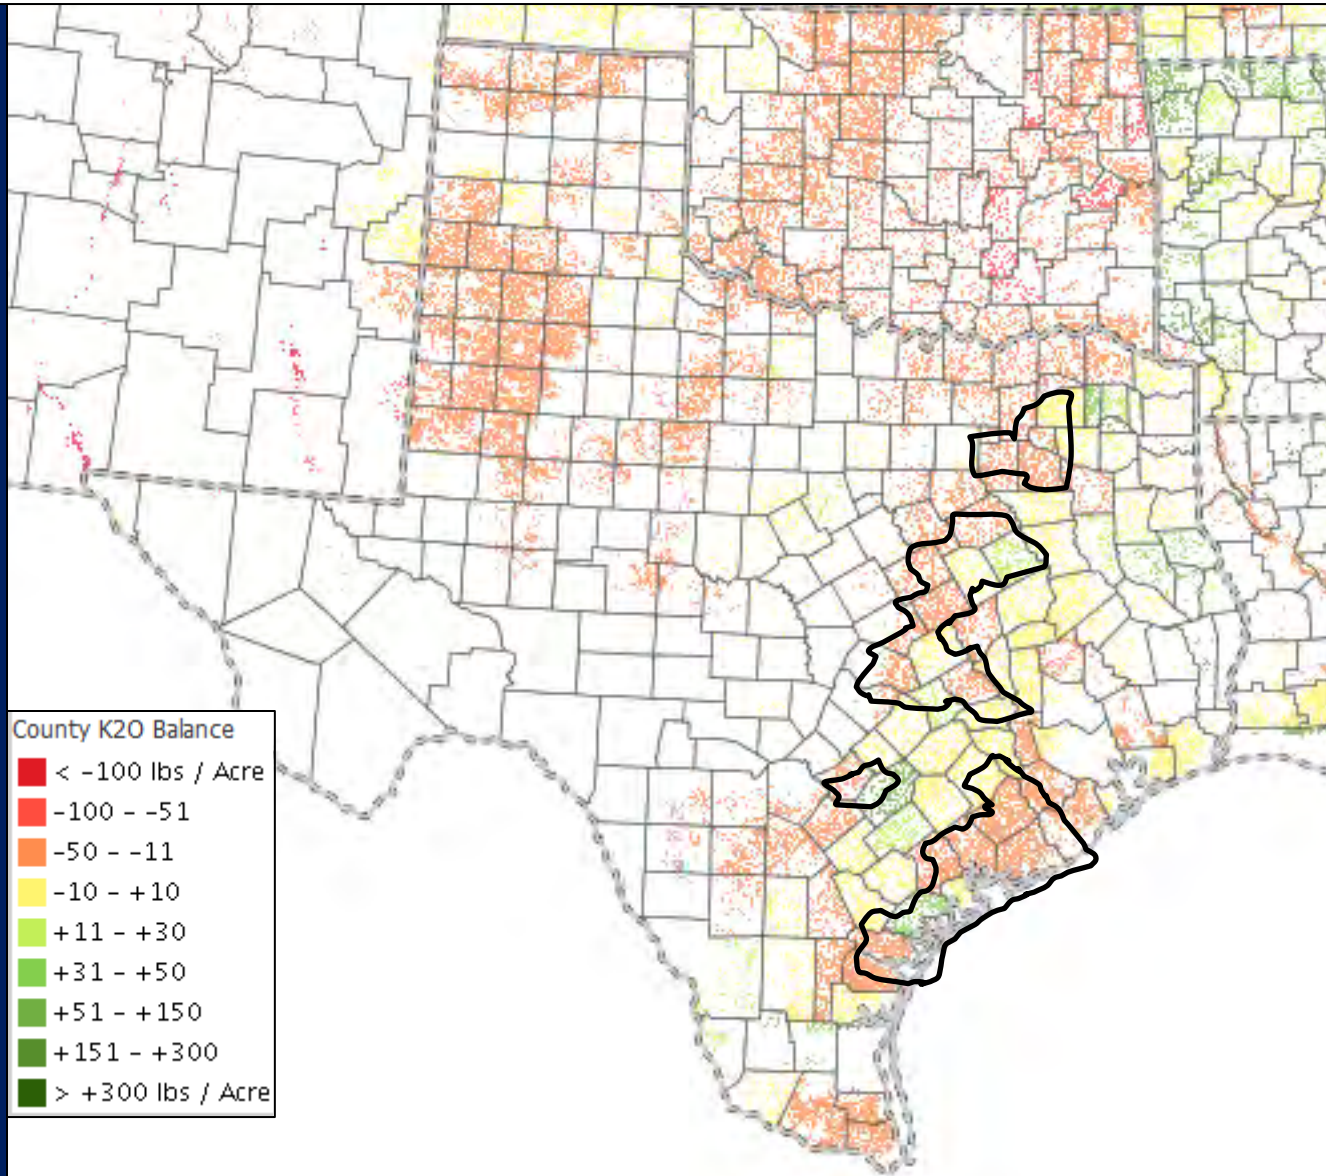 County K2O Balance
< -100 lbs / Acre
-100 - -51
-50 - -11
-10 - +10
+11 - +30
+31 - +50
+51 - +150
+151 - +300
> +300 lbs / Acre